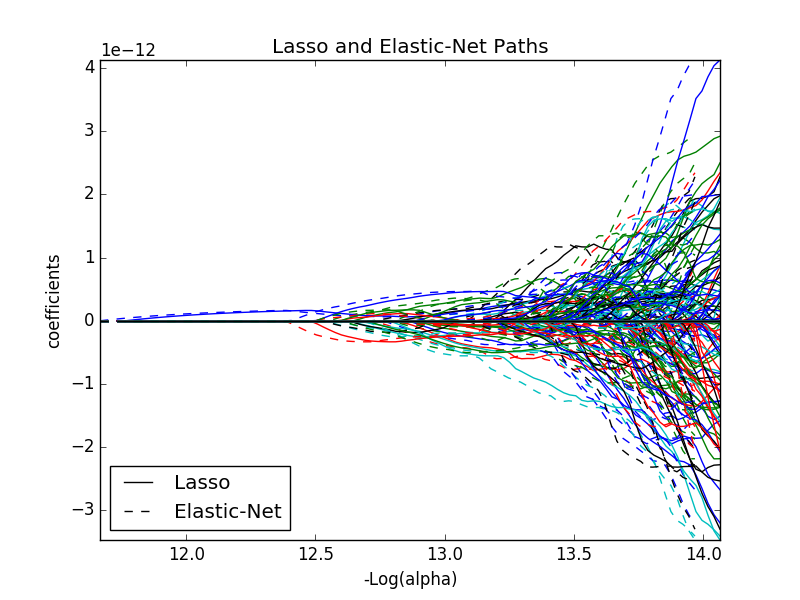 Lasso and Elastic-Net Paths
1e−12
4
3
2
1
0
−1
−2
−3
coefficients
Lasso
Elastic-Net
12.0 12.5 13.0 13.5 14.0
-Log(alpha)